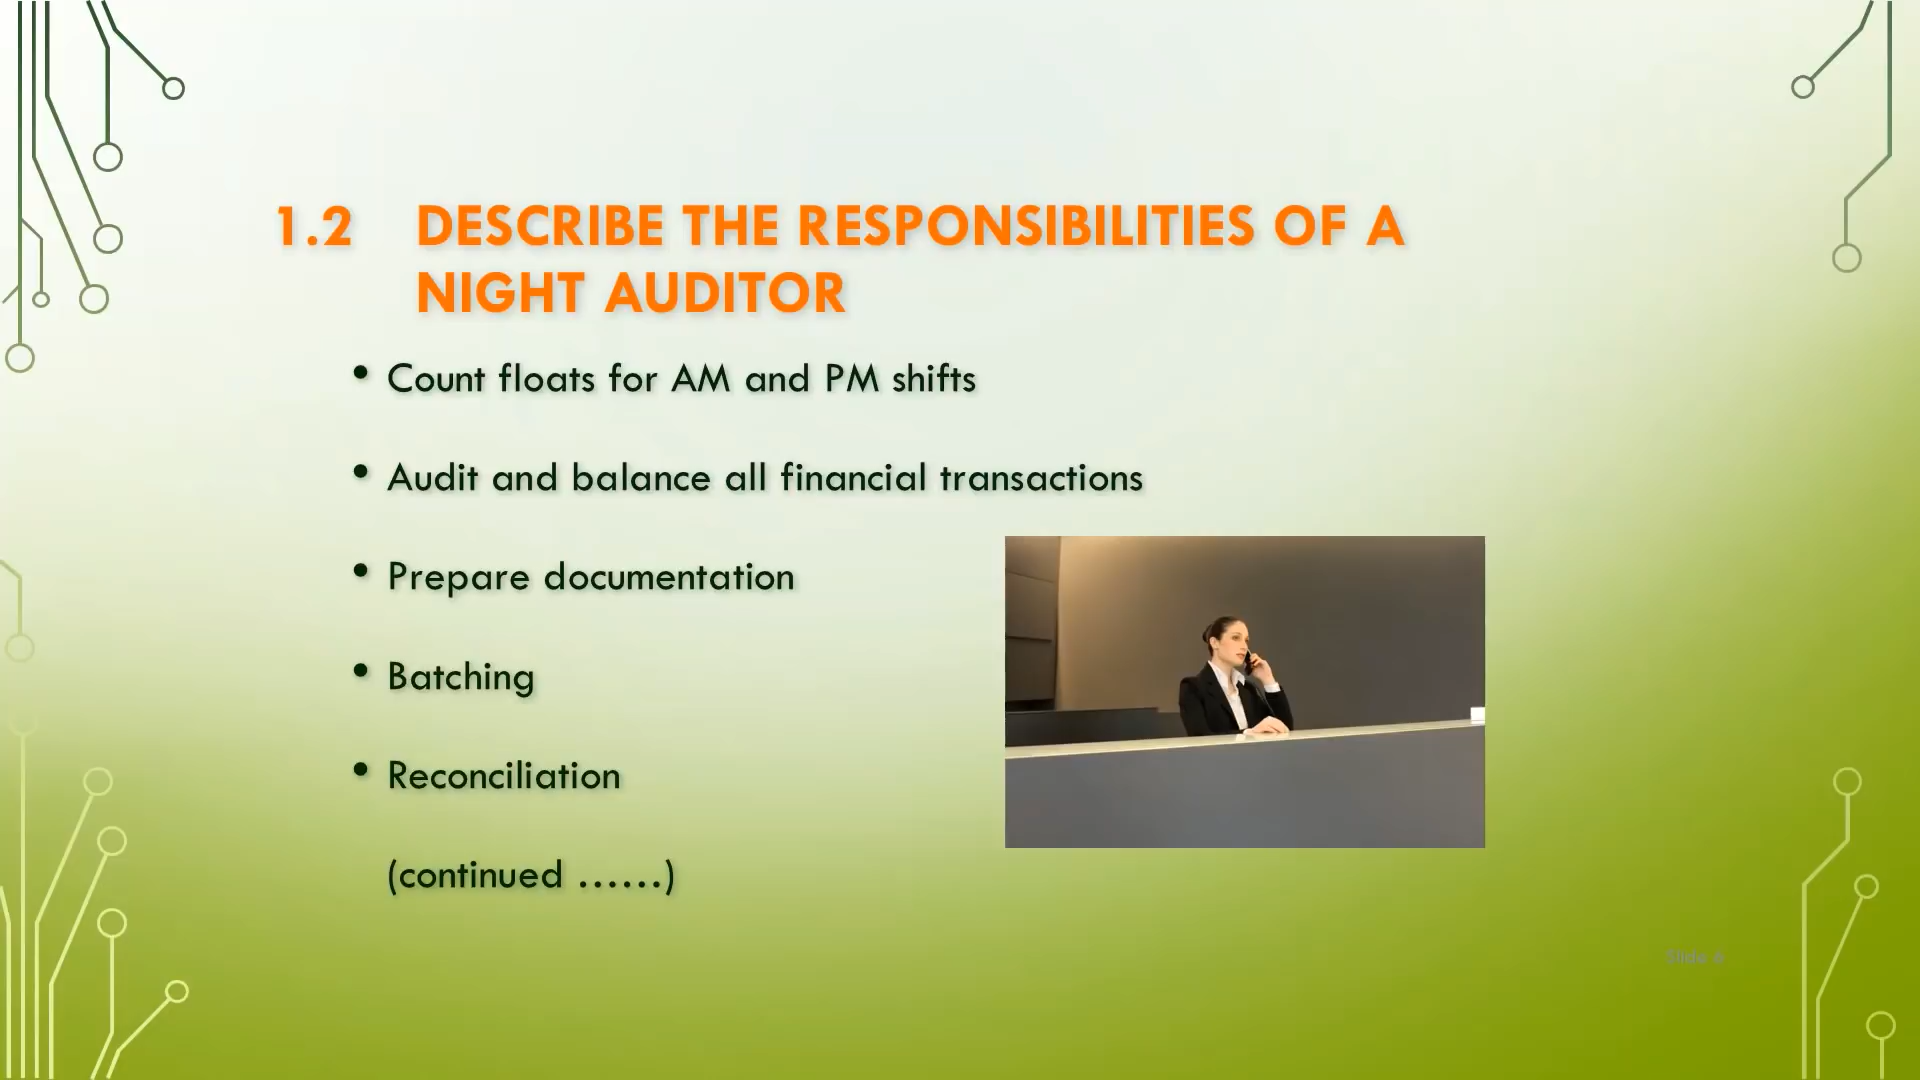 1.2 DESCRIBE THE RESPONSIBILITIES OF A
NIGHT AUDITOR
• Count floats for AM and PM shifts
• Audit and balance all financial transactions
• Prepare documentation
• Batching
• Reconciliation
(continued ……)
Slide